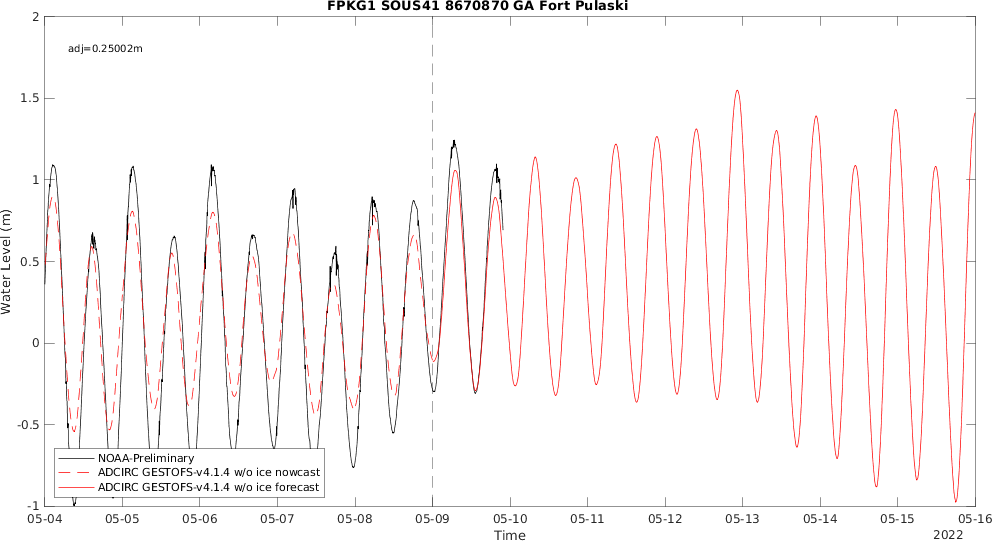 FPKG1 SOUS41 8670870 GA Fort Pulaski
adj=0.25002m
Water Level (m)
2
1.5
1
0.5
0
-0.5
-1
NOAA-Preliminary
ADCIRC GESTOFS-v4.1.4 w/o ice nowcast
ADCIRC GESTOFS-v4.1.4 w/o ice forecast
05-04 05-05 05-06 05-07 05-08 05-09 05-10 05-11 05-12 05-13 05-14 05-15 05-16
Time
2022